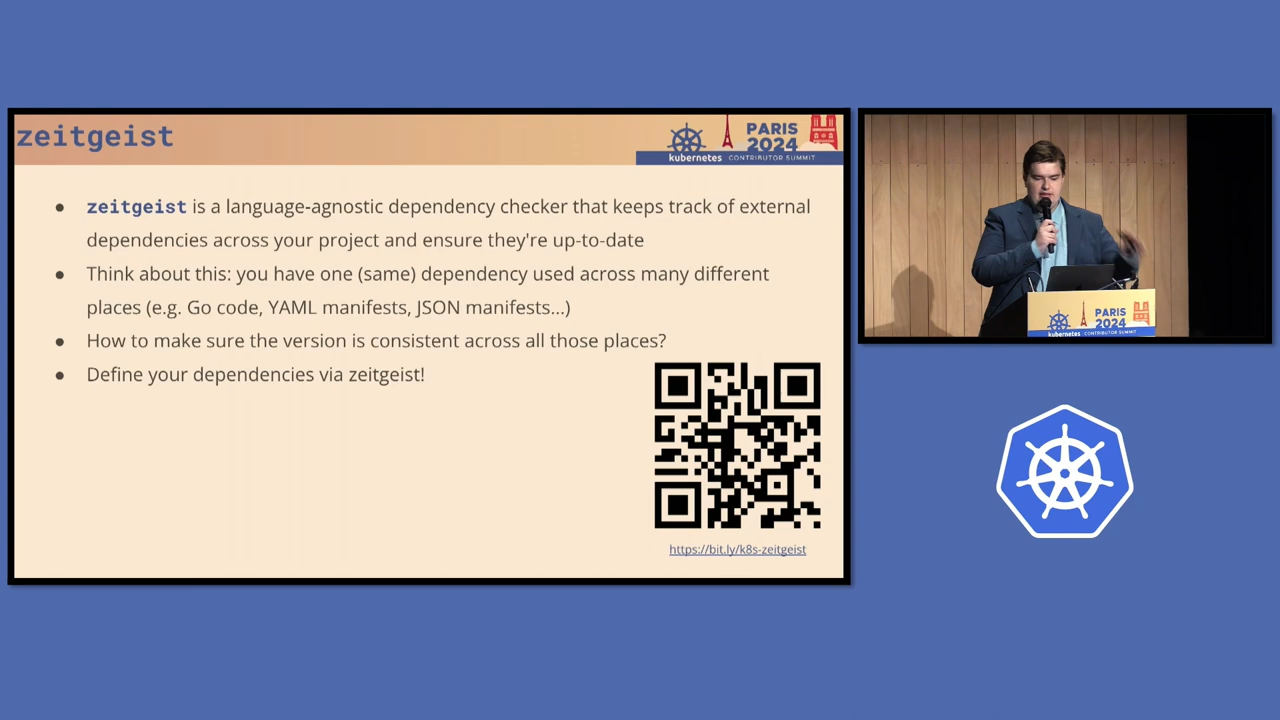 zeitgeist
PARIS
2024
kubernetes CONTRIBUTOR SUMMIT
● zeitgeist is a language-agnostic dependency checker that keeps track of external
dependencies across your project and ensure they're up-to-date
● Think about this: you have one (same) dependency used across many different
places (e.g. Go code, YAML manifests, JSON manifests...)
● How to make sure the version is consistent across all those places?
● Define your dependencies via zeitgeist!
https://bit.ly/k8s-zeitgeist
PARIS
2024
kubernetes CONTRIBUTOR SUMMIT